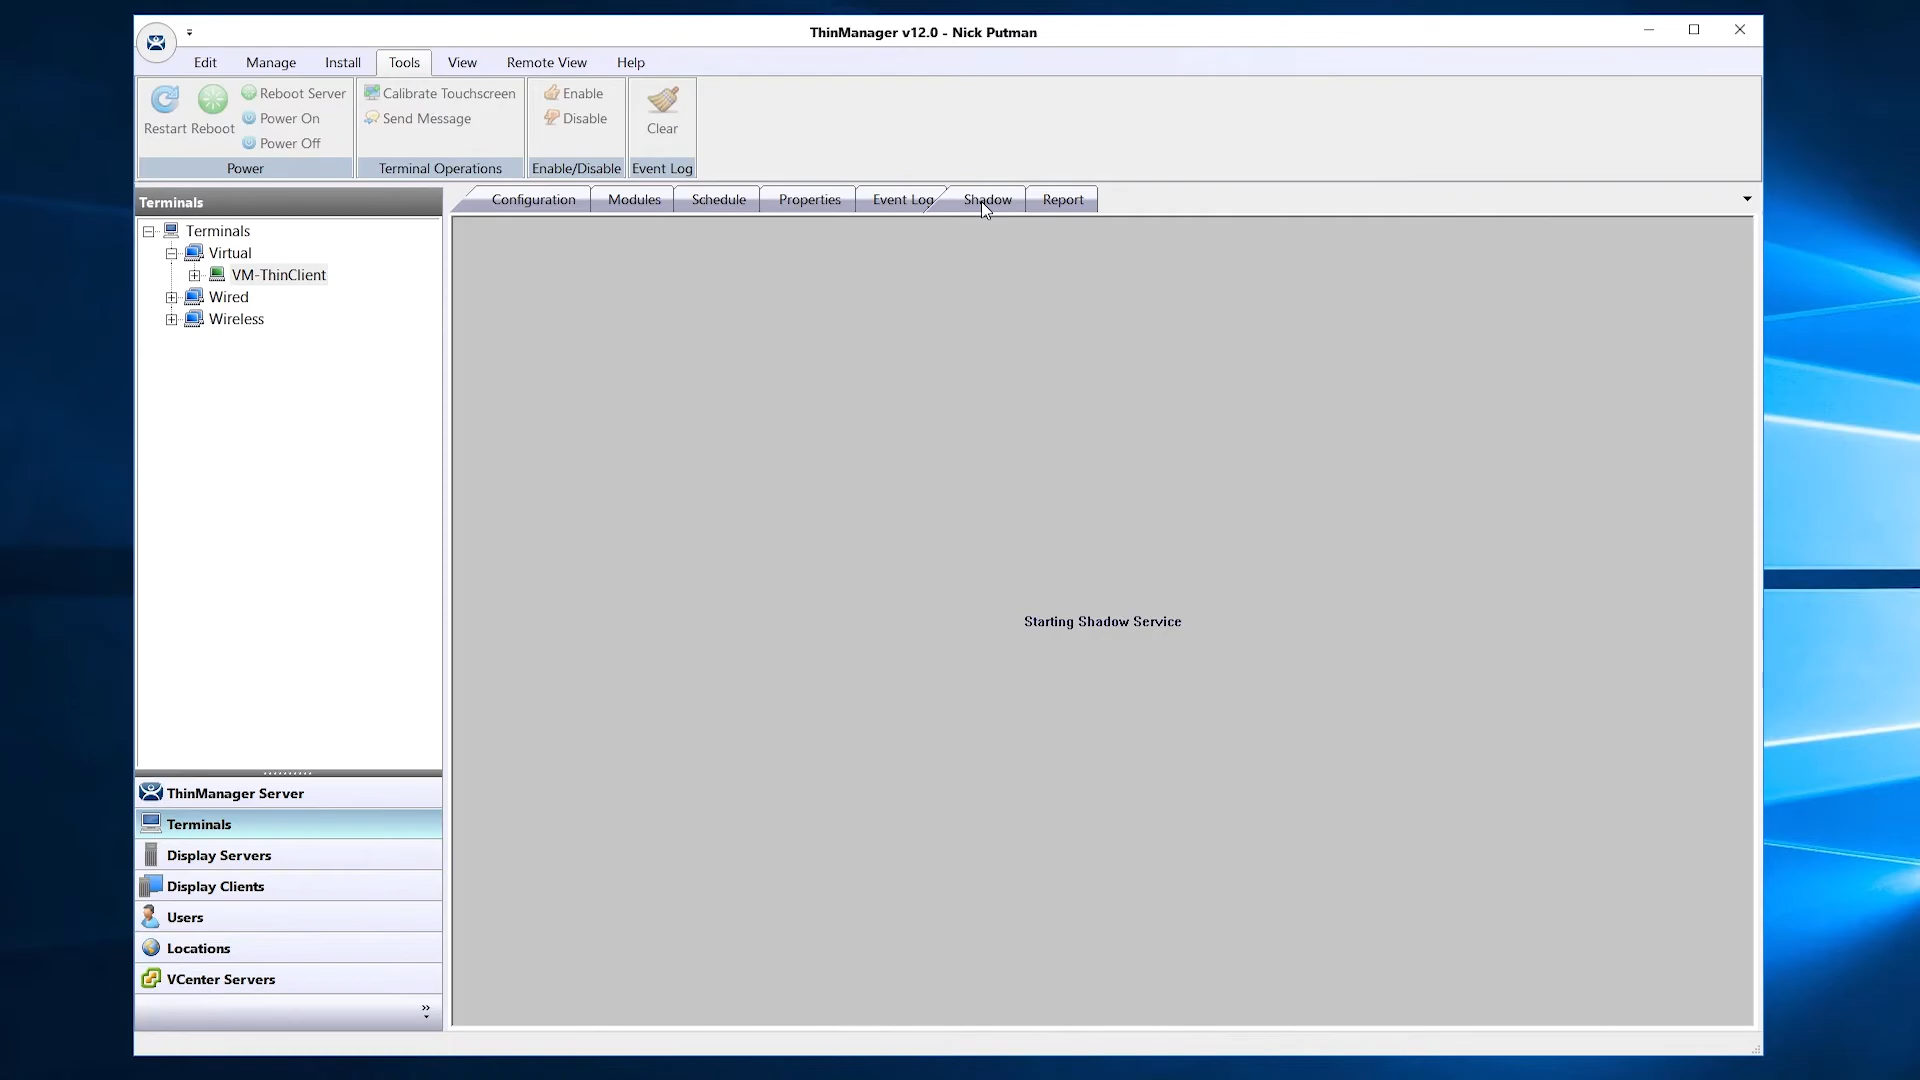 ThinManager v12.0 - Nick Putman
Edit Manage Install Tools View Remote View Help
Restart Reboot
Reboot Server
Power On
Power Off
Power
Calibrate Touchscreen
Send Message
Terminal Operations
Enable
Disable
Enable/Disable
Clear
Event Log
Terminals
Configuration Modules Schedule Properties Event Log Shadow Report
Terminals
Virtual
VM-ThinClient
Wired
Wireless
Starting Shadow Service
ThinManager Server
Terminals
Display Servers
Display Clients
Users
Locations
VCenter Servers